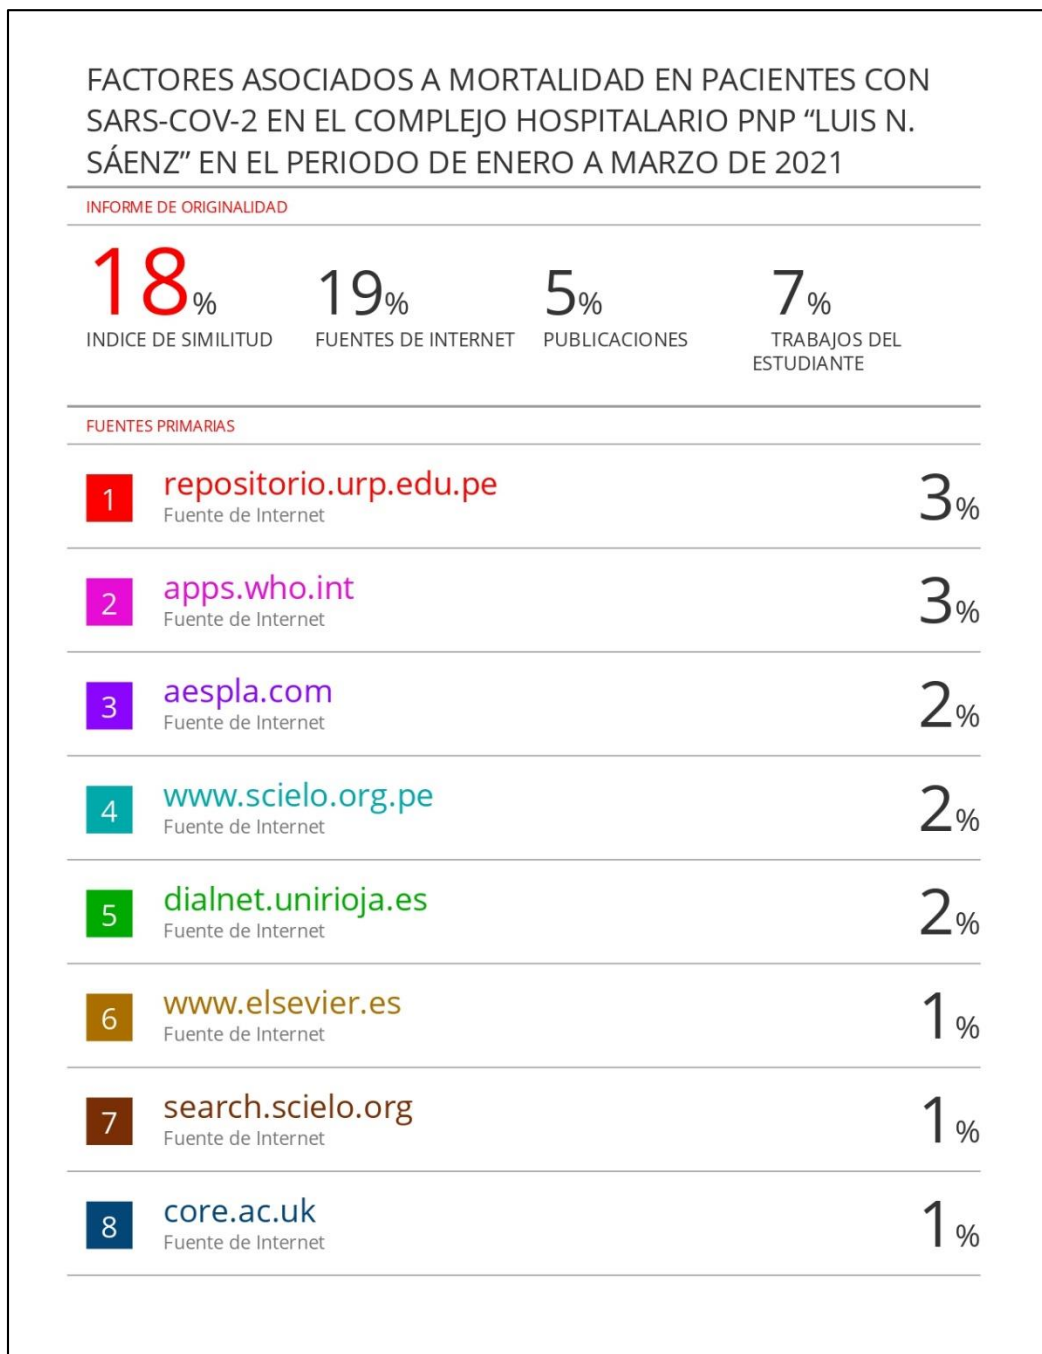 FACTORES ASOCIADOS A MORTALIDAD EN PACIENTES CON
SARS-COV-2 EN EL COMPLEJO HOSPITALARIO PNP “LUIS N.
SÁENZ” EN EL PERIODO DE ENERO A MARZO DE 2021
INFORME DE ORIGINALIDAD
18% 19% 5% 7%
INDICE DE SIMILITUD FUENTES DE INTERNET PUBLICACIONES TRABAJOS DEL
ESTUDIANTE
FUENTES PRIMARIAS
1 repositorio.urp.edu.pe 3%
Fuente de Internet
2 apps.who.int 3%
Fuente de Internet
3 aespla.com 2%
Fuente de Internet
4 www.scielo.org.pe 2%
Fuente de Internet
5 dialnet.unirioja.es 2%
Fuente de Internet
6 www.elsevier.es 1%
Fuente de Internet
7 search.scielo.org 1%
Fuente de Internet
8 core.ac.uk 1%
Fuente de Internet